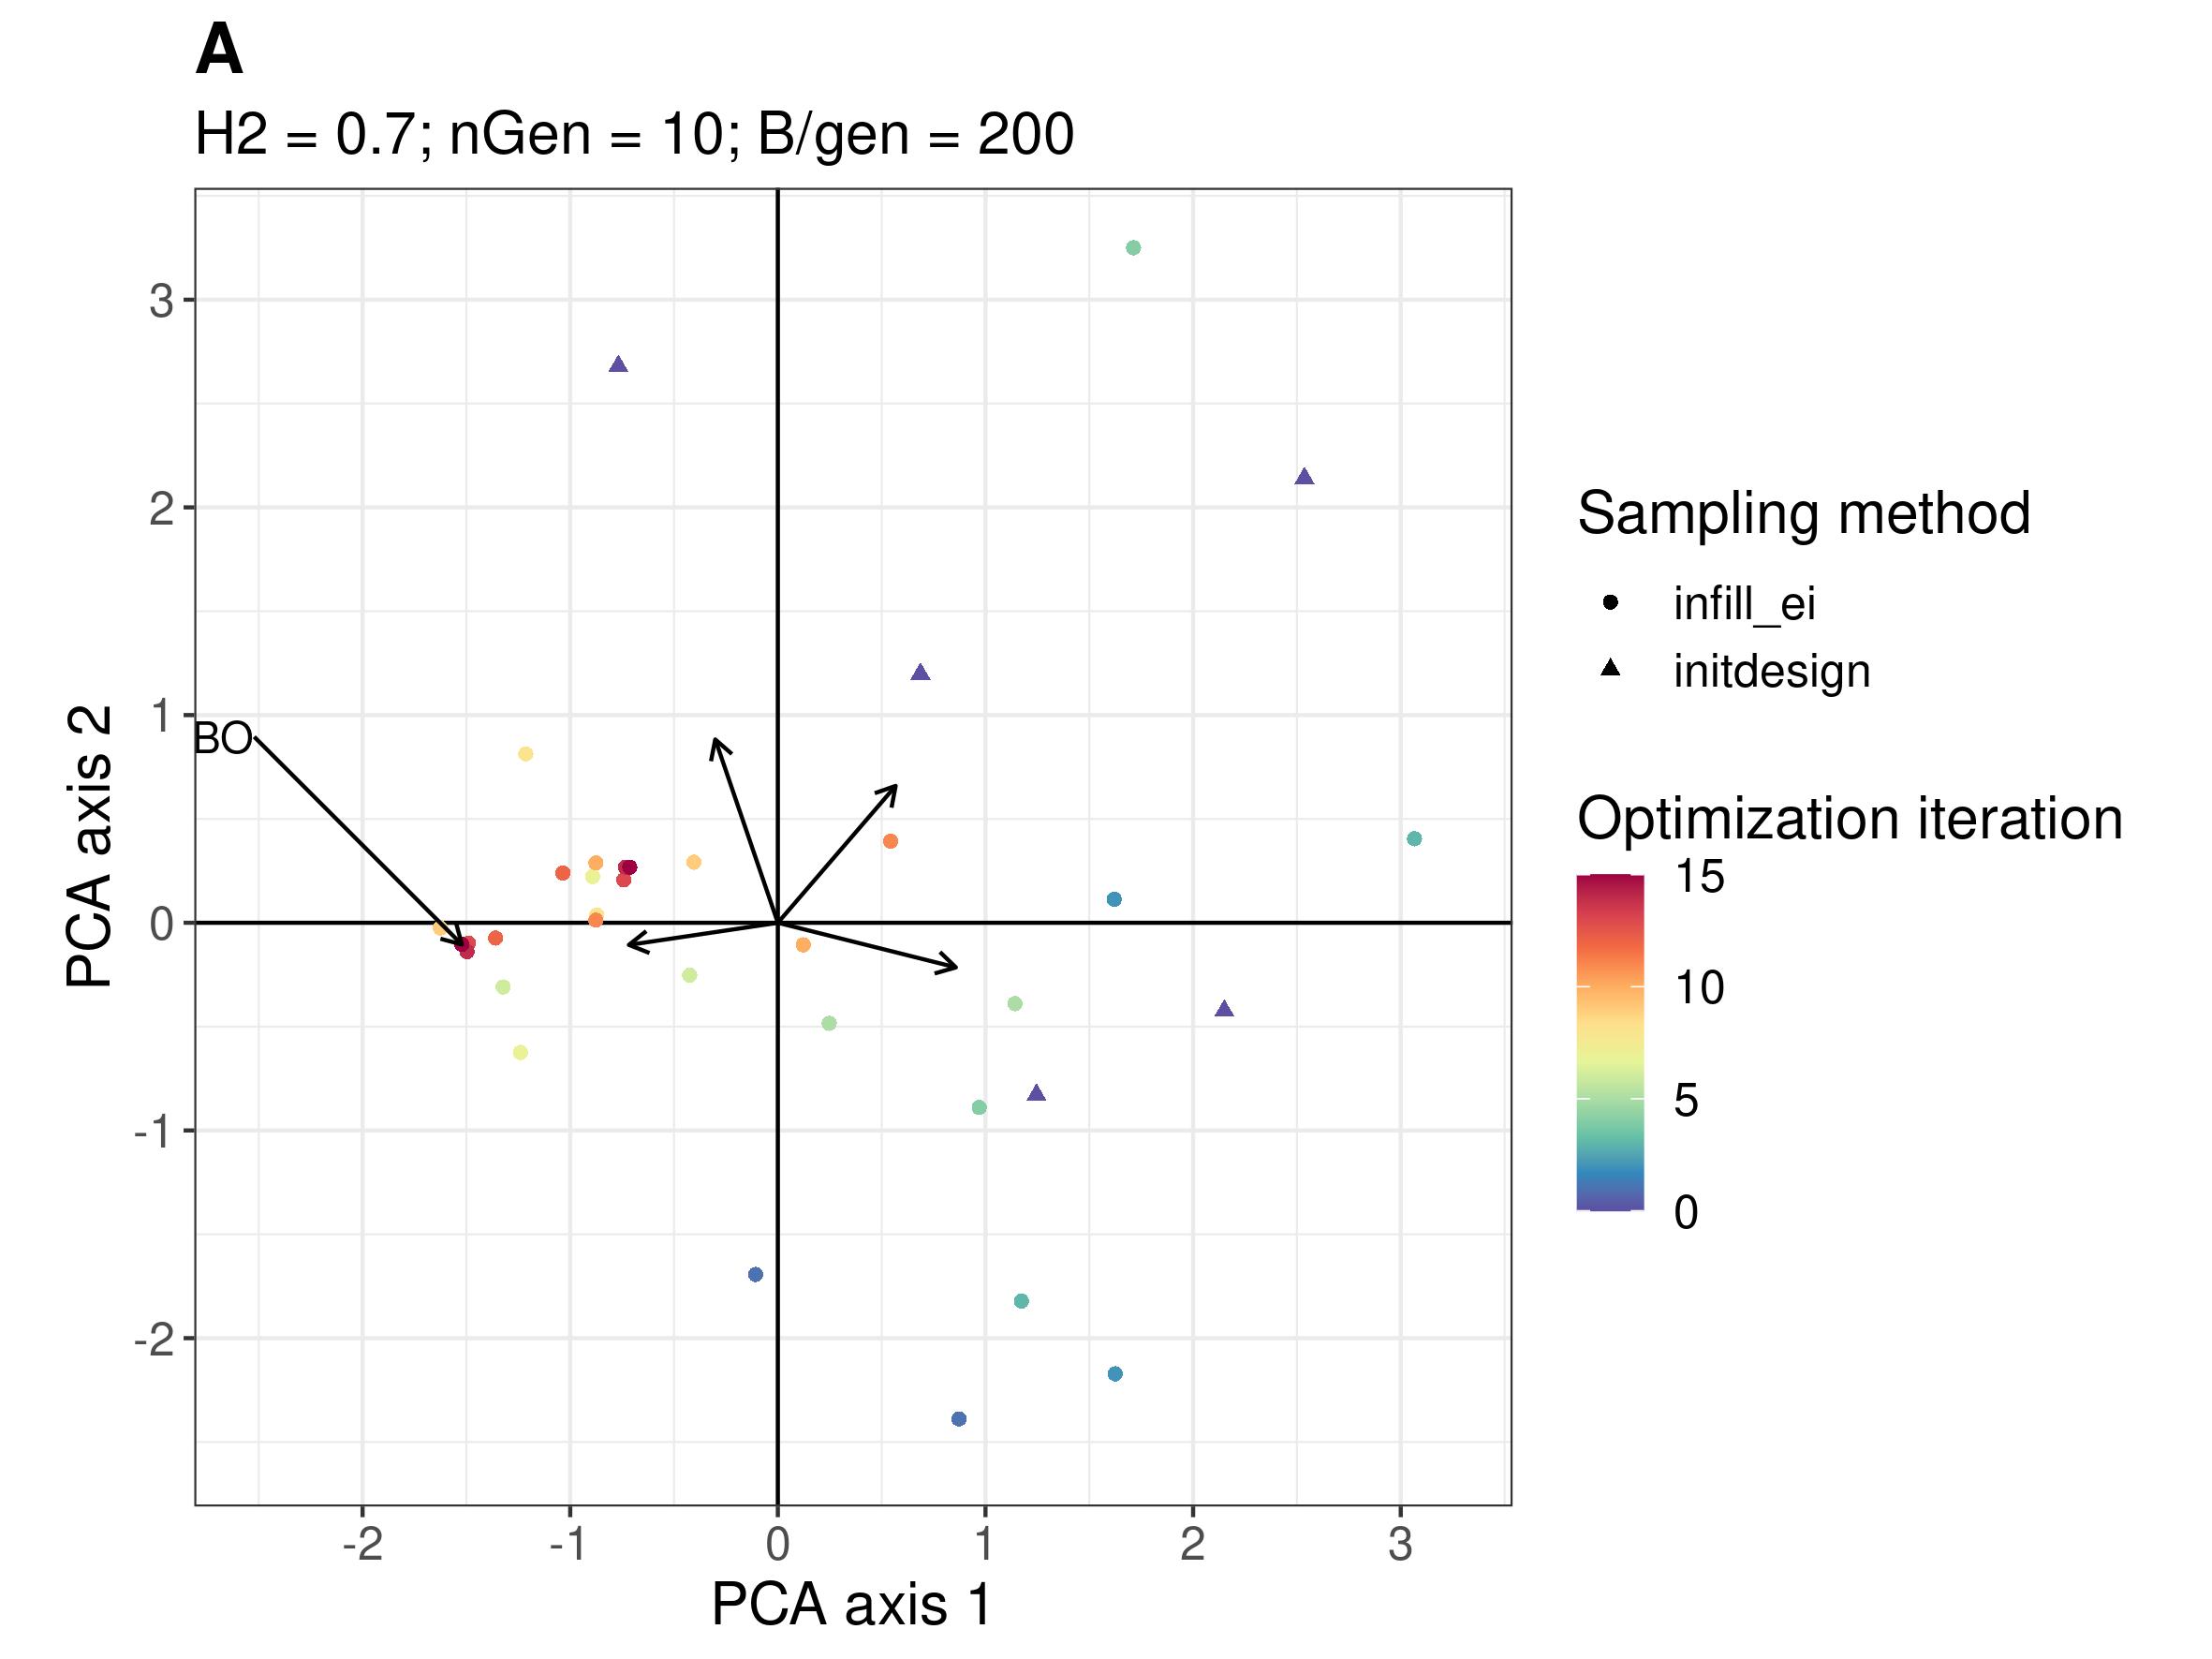 A
H2 = 0.7; nGen = 10; B/gen = 200
PCA axis 2
3
2
1
0
-1
-2
BO
-2
-1
0
1
2
3
PCA axis 1
Sampling method
infill_ei
initdesign
Optimization iteration
15
10
5
0